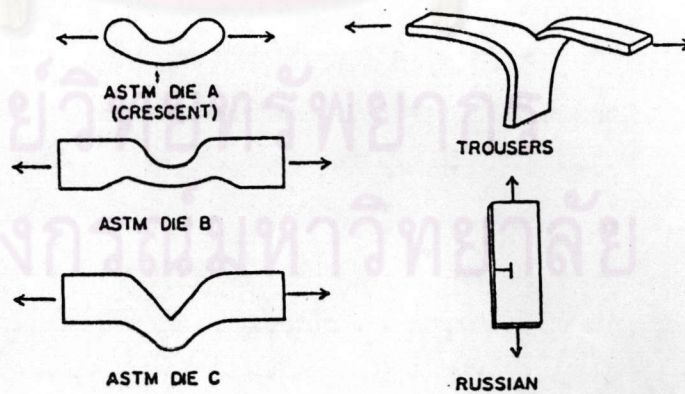 ASTM DIE A
(CRESCENT)
TROUSERS
ASTM DIE B
ASTM DIE C
RUSSIAN